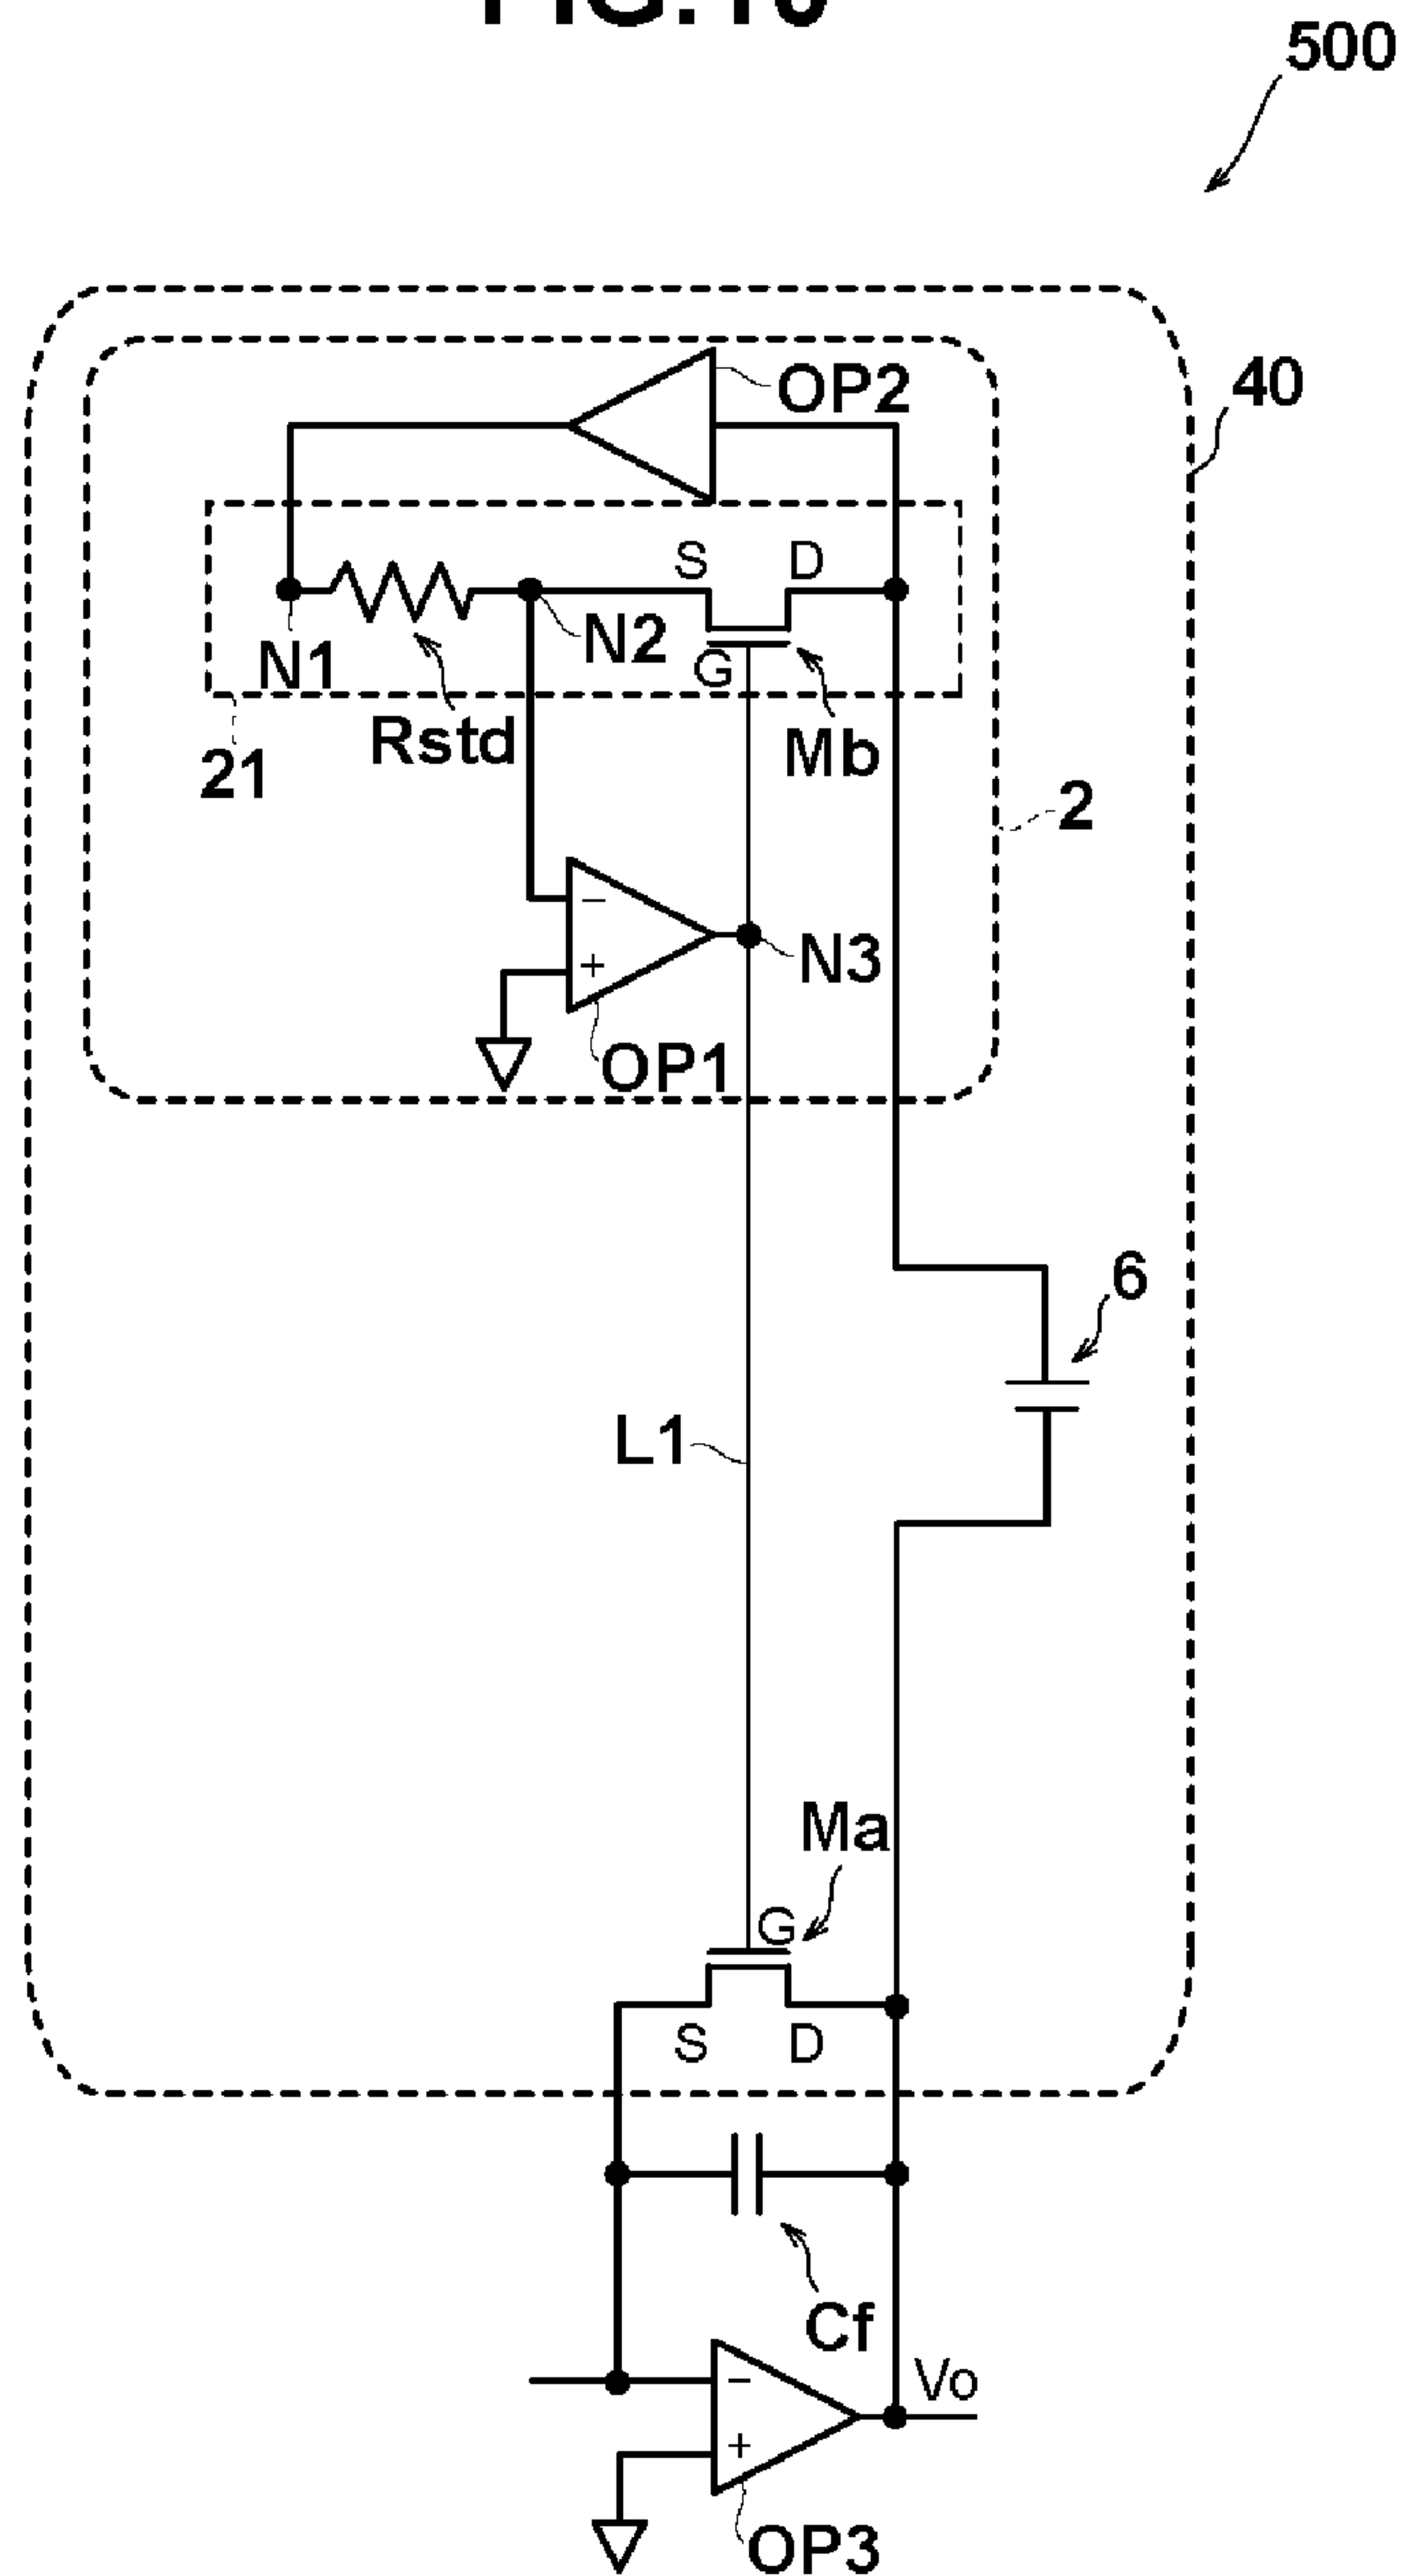 500
40
OP2
S D
N1
N2
G
Rstd
Mb
21
2
−
+
N3
OP1
6
L1
Ma
G
S D
Cf
−
+
Vo
OP3